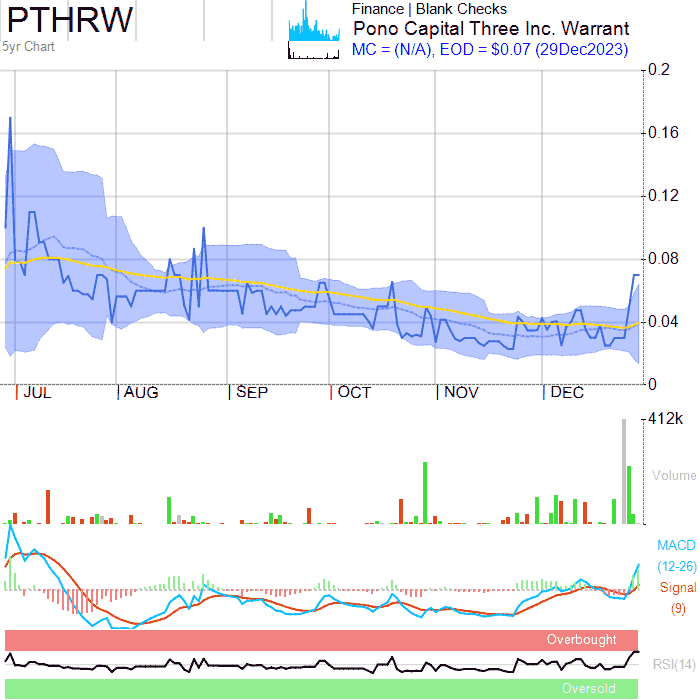 PTHRW
5yr Chart
Finance | Blank Checks
Pono Capital Three Inc. Warrant
MC = (N/A), EOD = $0.07 (29Dec2023)
0.2
0.16
0.12
0.08
0.04
0
JUL AUG SEP OCT NOV DEC
412k
Volume
MACD
(12-26)
Signal
(9)
Overbought
RSI(14)
Oversold